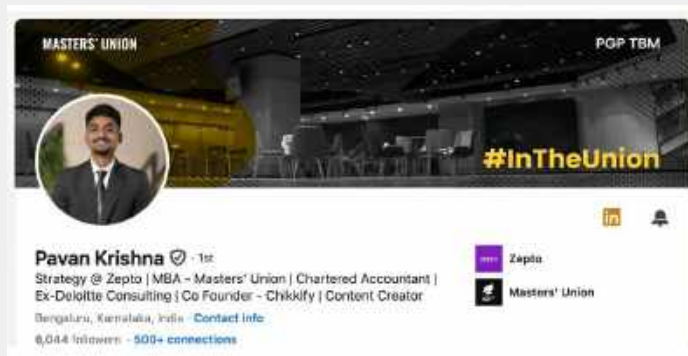 MASTERS' UNION
PGP TBM
#InTheUnion
in
Pavan Krishna · 1st
Strategy @ Zepto | MBA - Masters' Union | Chartered Accountant |
Ex-Deloitte Consulting | Co Founder - Chikkify | Content Creator
Bengaluru, Karnataka, India · Contact info
6,044 followers · 500+ connections
Zepto
Masters' Union